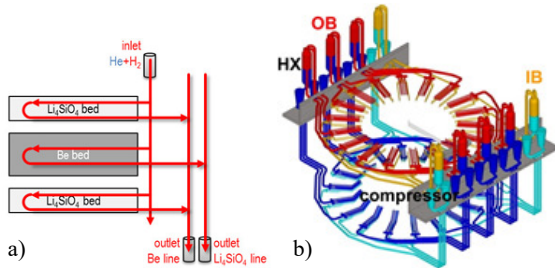 inlet
He+H₂
Li₄SiO₄ bed
Be bed
Li₄SiO₄ bed
outlet
Be line
outlet
Li₄SiO₄ line
a)
OB
HX
IB
compressor
b)